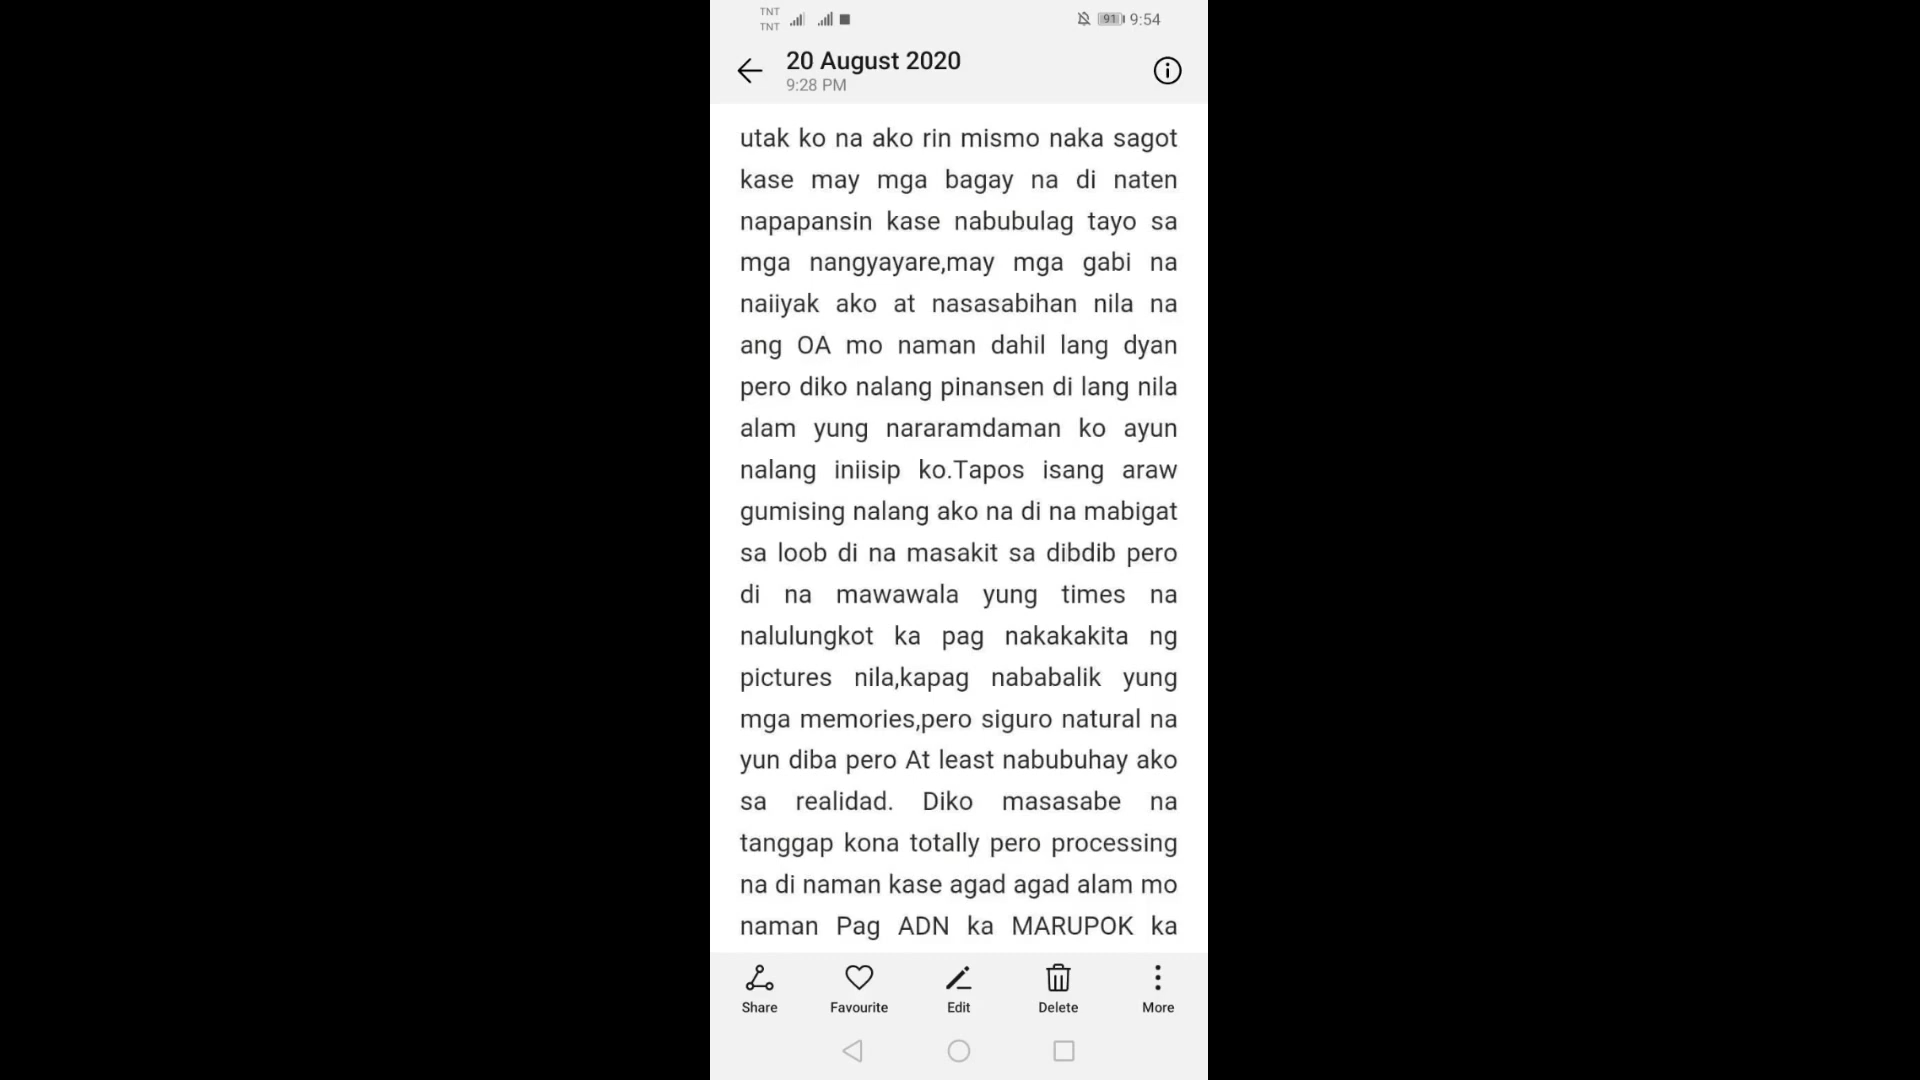 TNT
TNT
91 9:54
20 August 2020
9:28 PM
utak ko na ako rin mismo naka sagot
kase may mga bagay na di naten
napapansin kase nabubulag tayo sa
mga nangyayare,may mga gabi na
naiiyak ako at nasasabihan nila na
ang OA mo naman dahil lang dyan
pero diko nalang pinansen di lang nila
alam yung nararamdaman ko ayun
nalang iniisip ko.Tapos isang araw
gumising nalang ako na di na mabigat
sa loob di na masakit sa dibdib pero
di na mawawala yung times na
nalulungkot ka pag nakakakita ng
pictures nila,kapag nababalik yung
mga memories,pero siguro natural na
yun diba pero At least nabubuhay ako
sa realidad. Diko masasabe na
tanggap kona totally pero processing
na di naman kase agad agad alam mo
naman Pag ADN ka MARUPOK ka
Share Favourite Edit Delete More